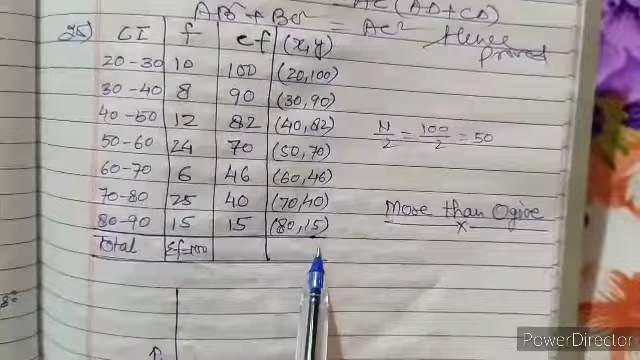 AB² + BC² = AC (AD+CD)
= AC² Hence proved
25) CI f cf (x,y)
20-30 10 100 (20,100)
30-40 8 90 (30,90)
40-50 12 82 (40,82)
50-60 24 70 (50,70)
60-70 6 46 (60,46)
70-80 25 40 (70,40)
80-90 15 15 (80,15)
Total Σf=100
N/2 = 100/2 = 50
More than Ogive
x
PowerDirector